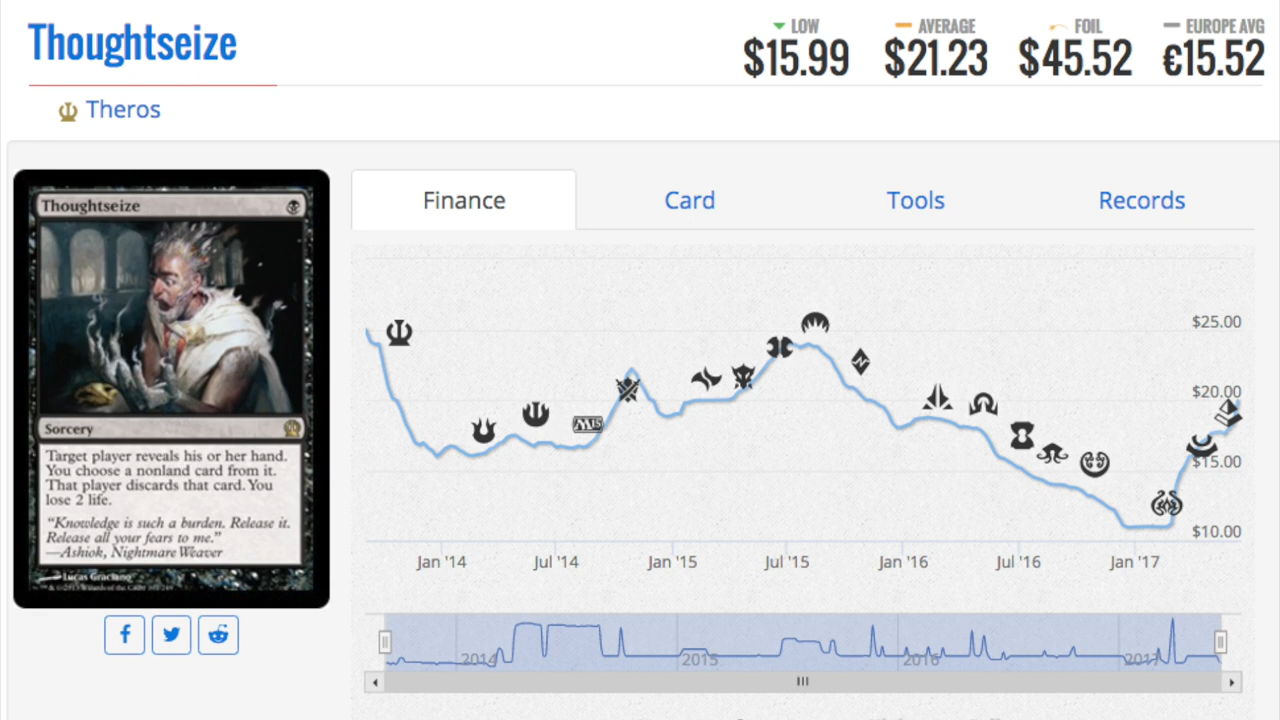 Thoughtseize
LOW
$15.99
AVERAGE
$21.23
FOIL
$45.52
EUROPE AVG
€15.52
Theros
Thoughtseize
Sorcery
Target player reveals his or her hand.
You choose a nonland card from it.
That player discards that card. You
lose 2 life.
“Knowledge is such a burden. Release it.
Release all your fears to me.”
—Ashiok, Nightmare Weaver
Lucas Graciano
Finance
Card
Tools
Records
$25.00
$20.00
$15.00
$10.00
M15
Jan '14
Jul '14
Jan '15
Jul '15
Jan '16
Jul '16
Jan '17
2014
2015
2016
2017